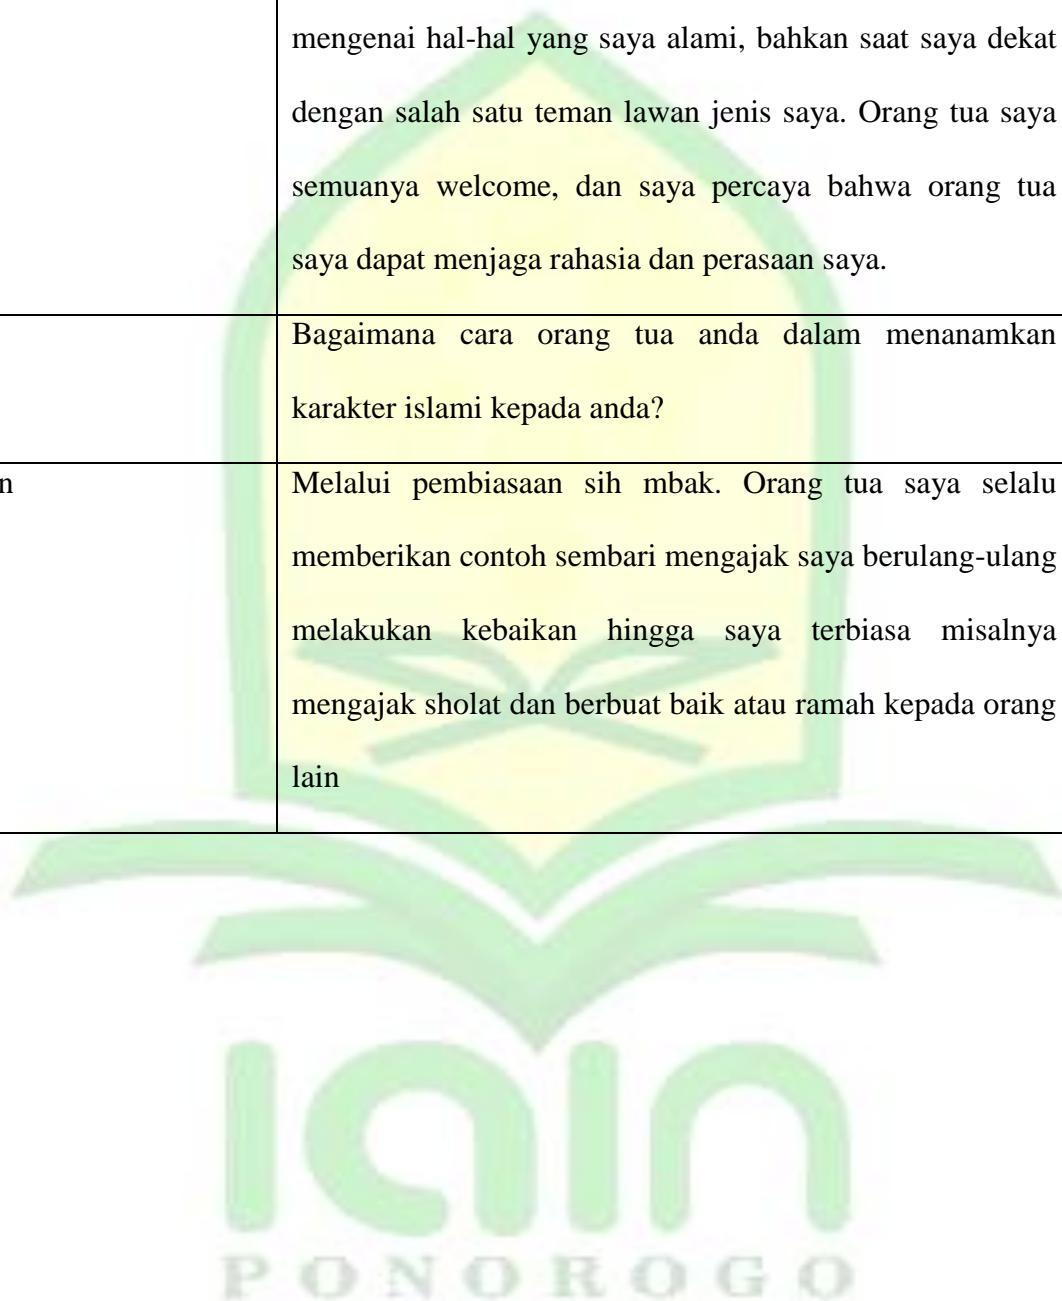 mengenai hal-hal yang saya alami, bahkan saat saya dekat
dengan salah satu teman lawan jenis saya. Orang tua saya
semuanya welcome, dan saya percaya bahwa orang tua
saya dapat menjaga rahasia dan perasaan saya.
Bagaimana cara orang tua anda dalam menanamkan
karakter islami kepada anda?
n
Melalui pembiasaan sih mbak. Orang tua saya selalu
memberikan contoh sembari mengajak saya berulang-ulang
melakukan kebaikan hingga saya terbiasa misalnya
mengajak sholat dan berbuat baik atau ramah kepada orang
lain
iain
PONOROGO